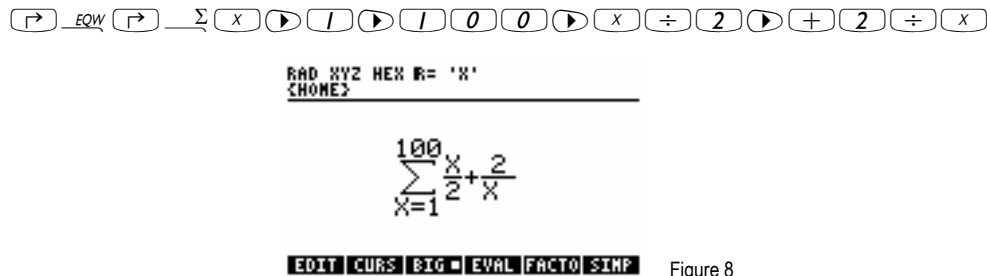 ↱ EQW ↱ Σ X ▶ 1 ▶ 1 0 0 ▶ X ÷ 2 ▶ + 2 ÷ X
RAD XYZ HEX R= 'X'
{HOME}
100
∑ X/2 + 2/X
X=1
EDIT CURS BIG ■ EVAL FACTO SIMP
Figure 8